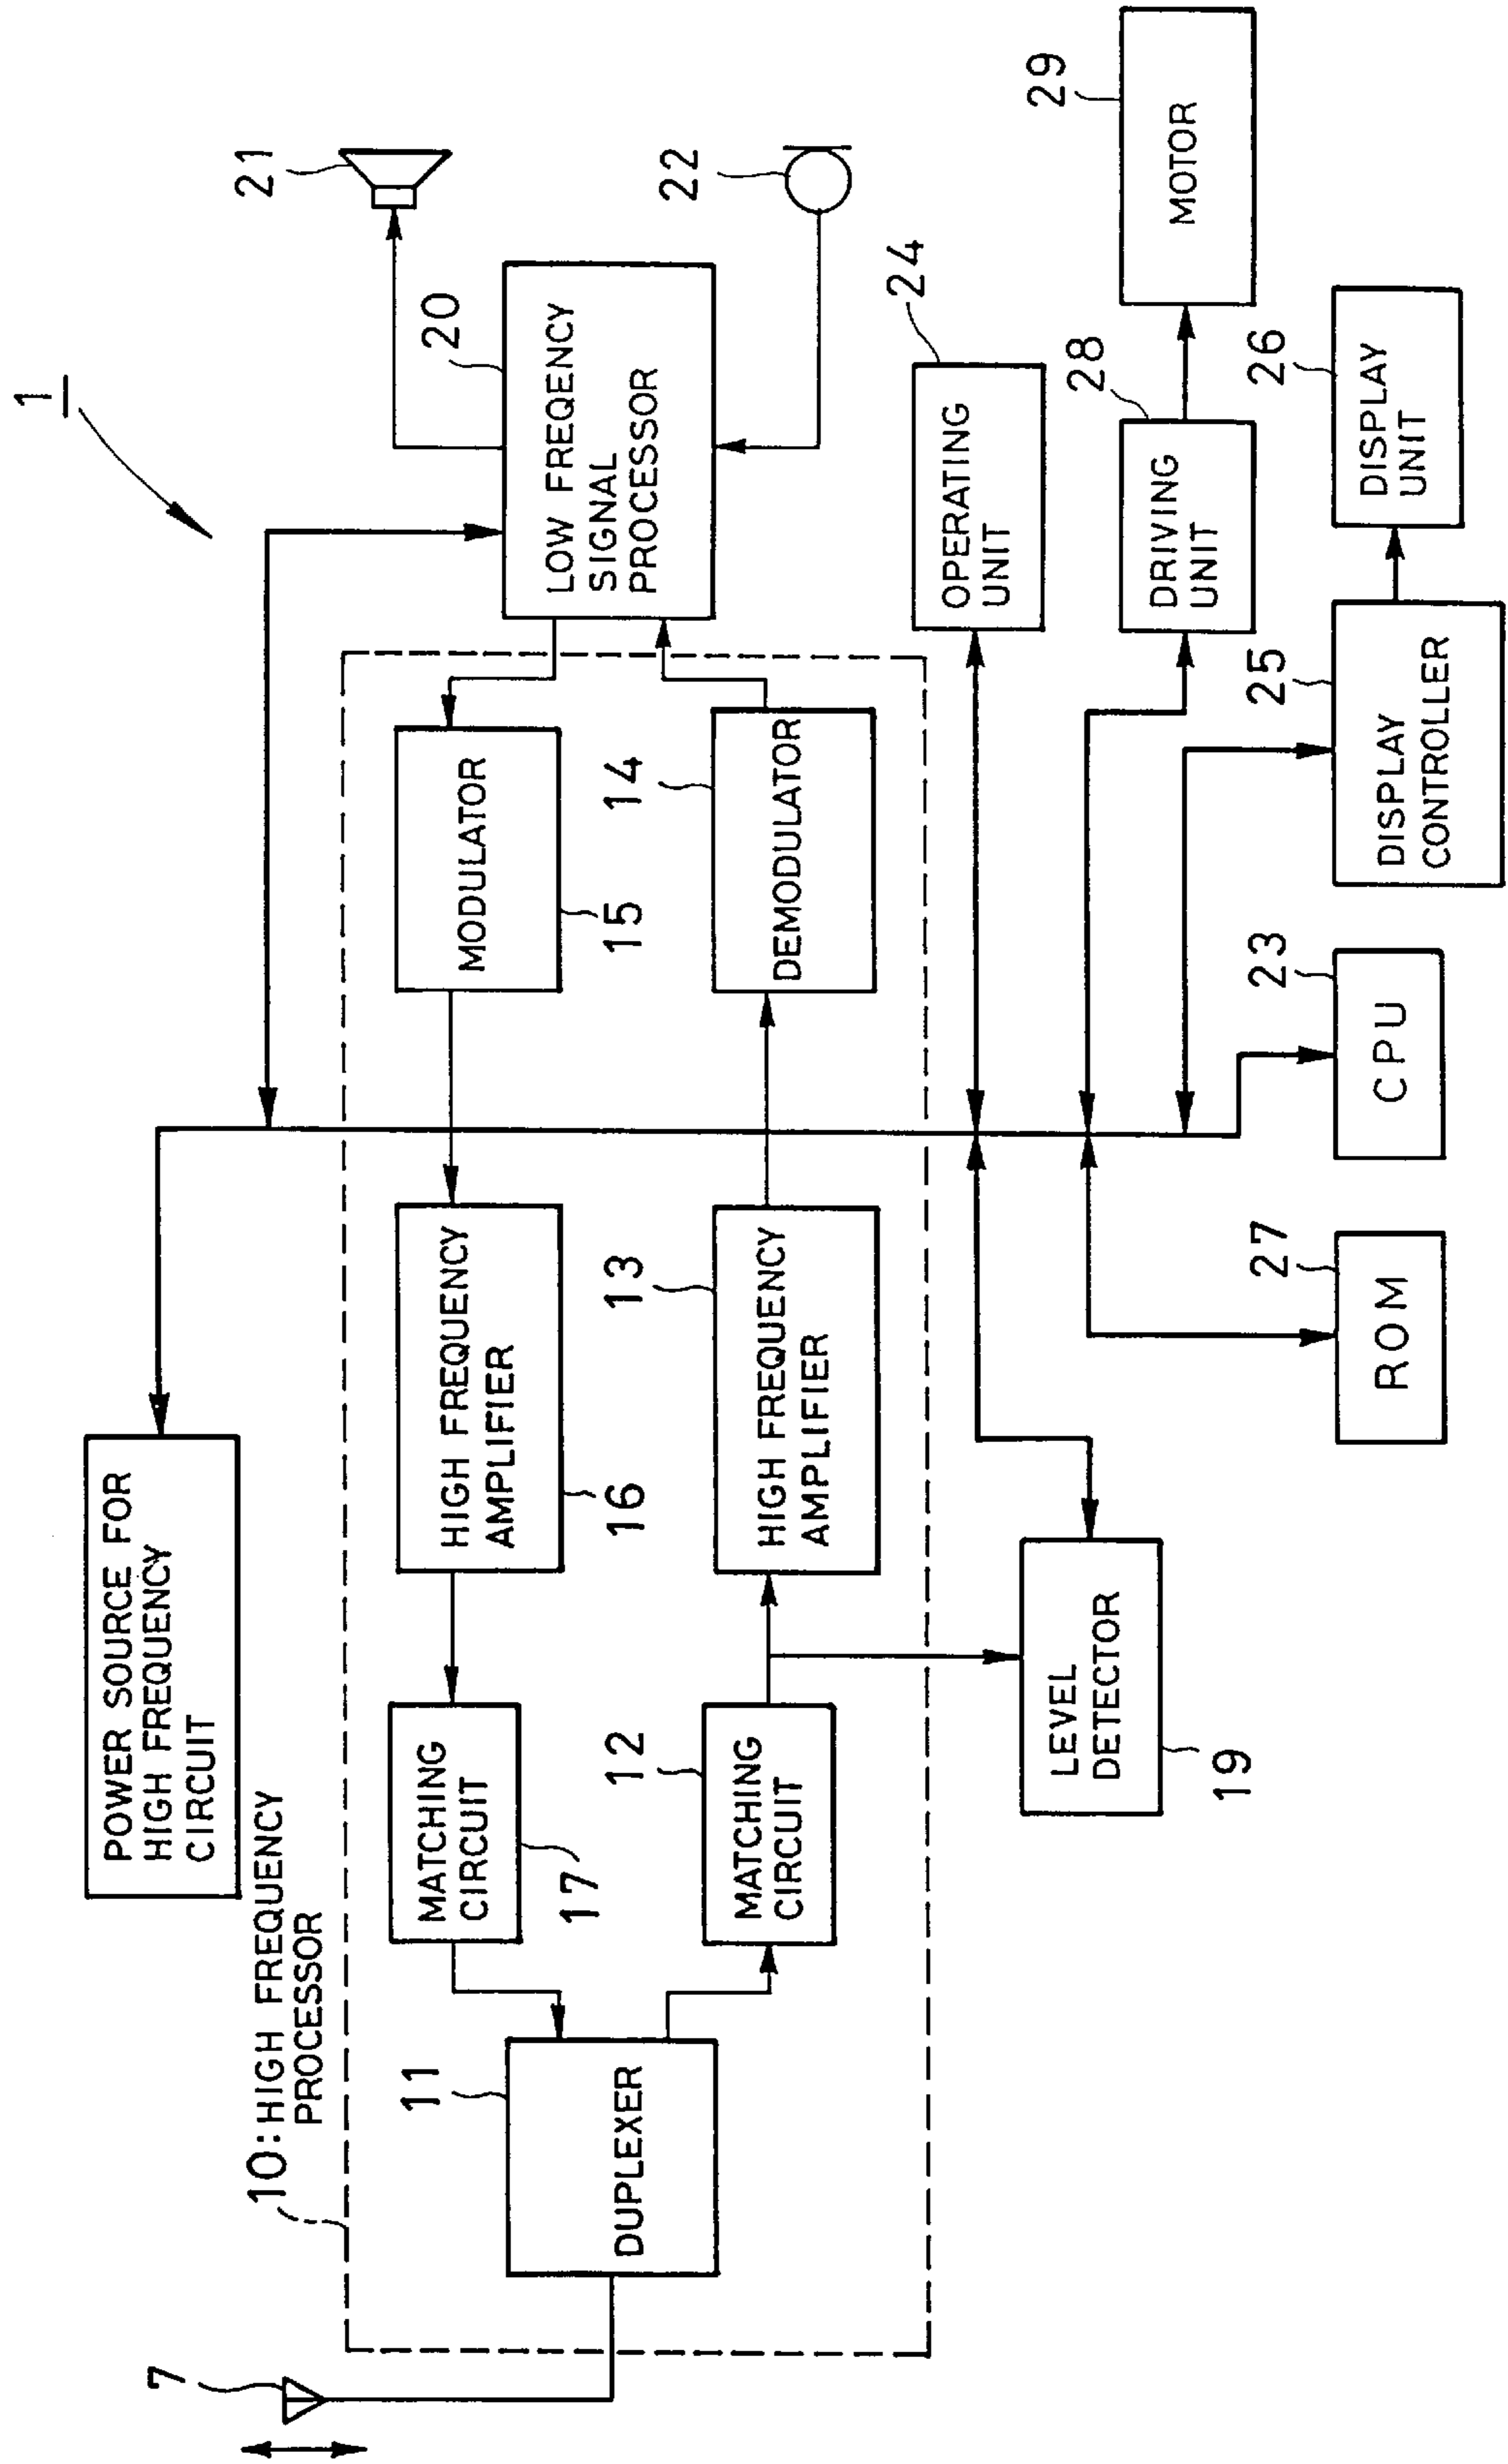 1
POWER SOURCE FOR
HIGH FREQUENCY
CIRCUIT
10: HIGH FREQUENCY
PROCESSOR
7
11
DUPLEXER
MATCHING
CIRCUIT
17
HIGH FREQUENCY
AMPLIFIER
16
MODULATOR
15
12
MATCHING
CIRCUIT
13
HIGH FREQUENCY
AMPLIFIER
14
DEMODULATOR
20
LOW FREQENCY
SIGNAL
PROCESSOR
21
22
LEVEL
DETECTOR
19
24
OPERATING
UNIT
28
DRIVING
UNIT
29
MOTOR
27
ROM
23
CPU
25
DISPLAY
CONTROLLER
26
DISPLAY
UNIT